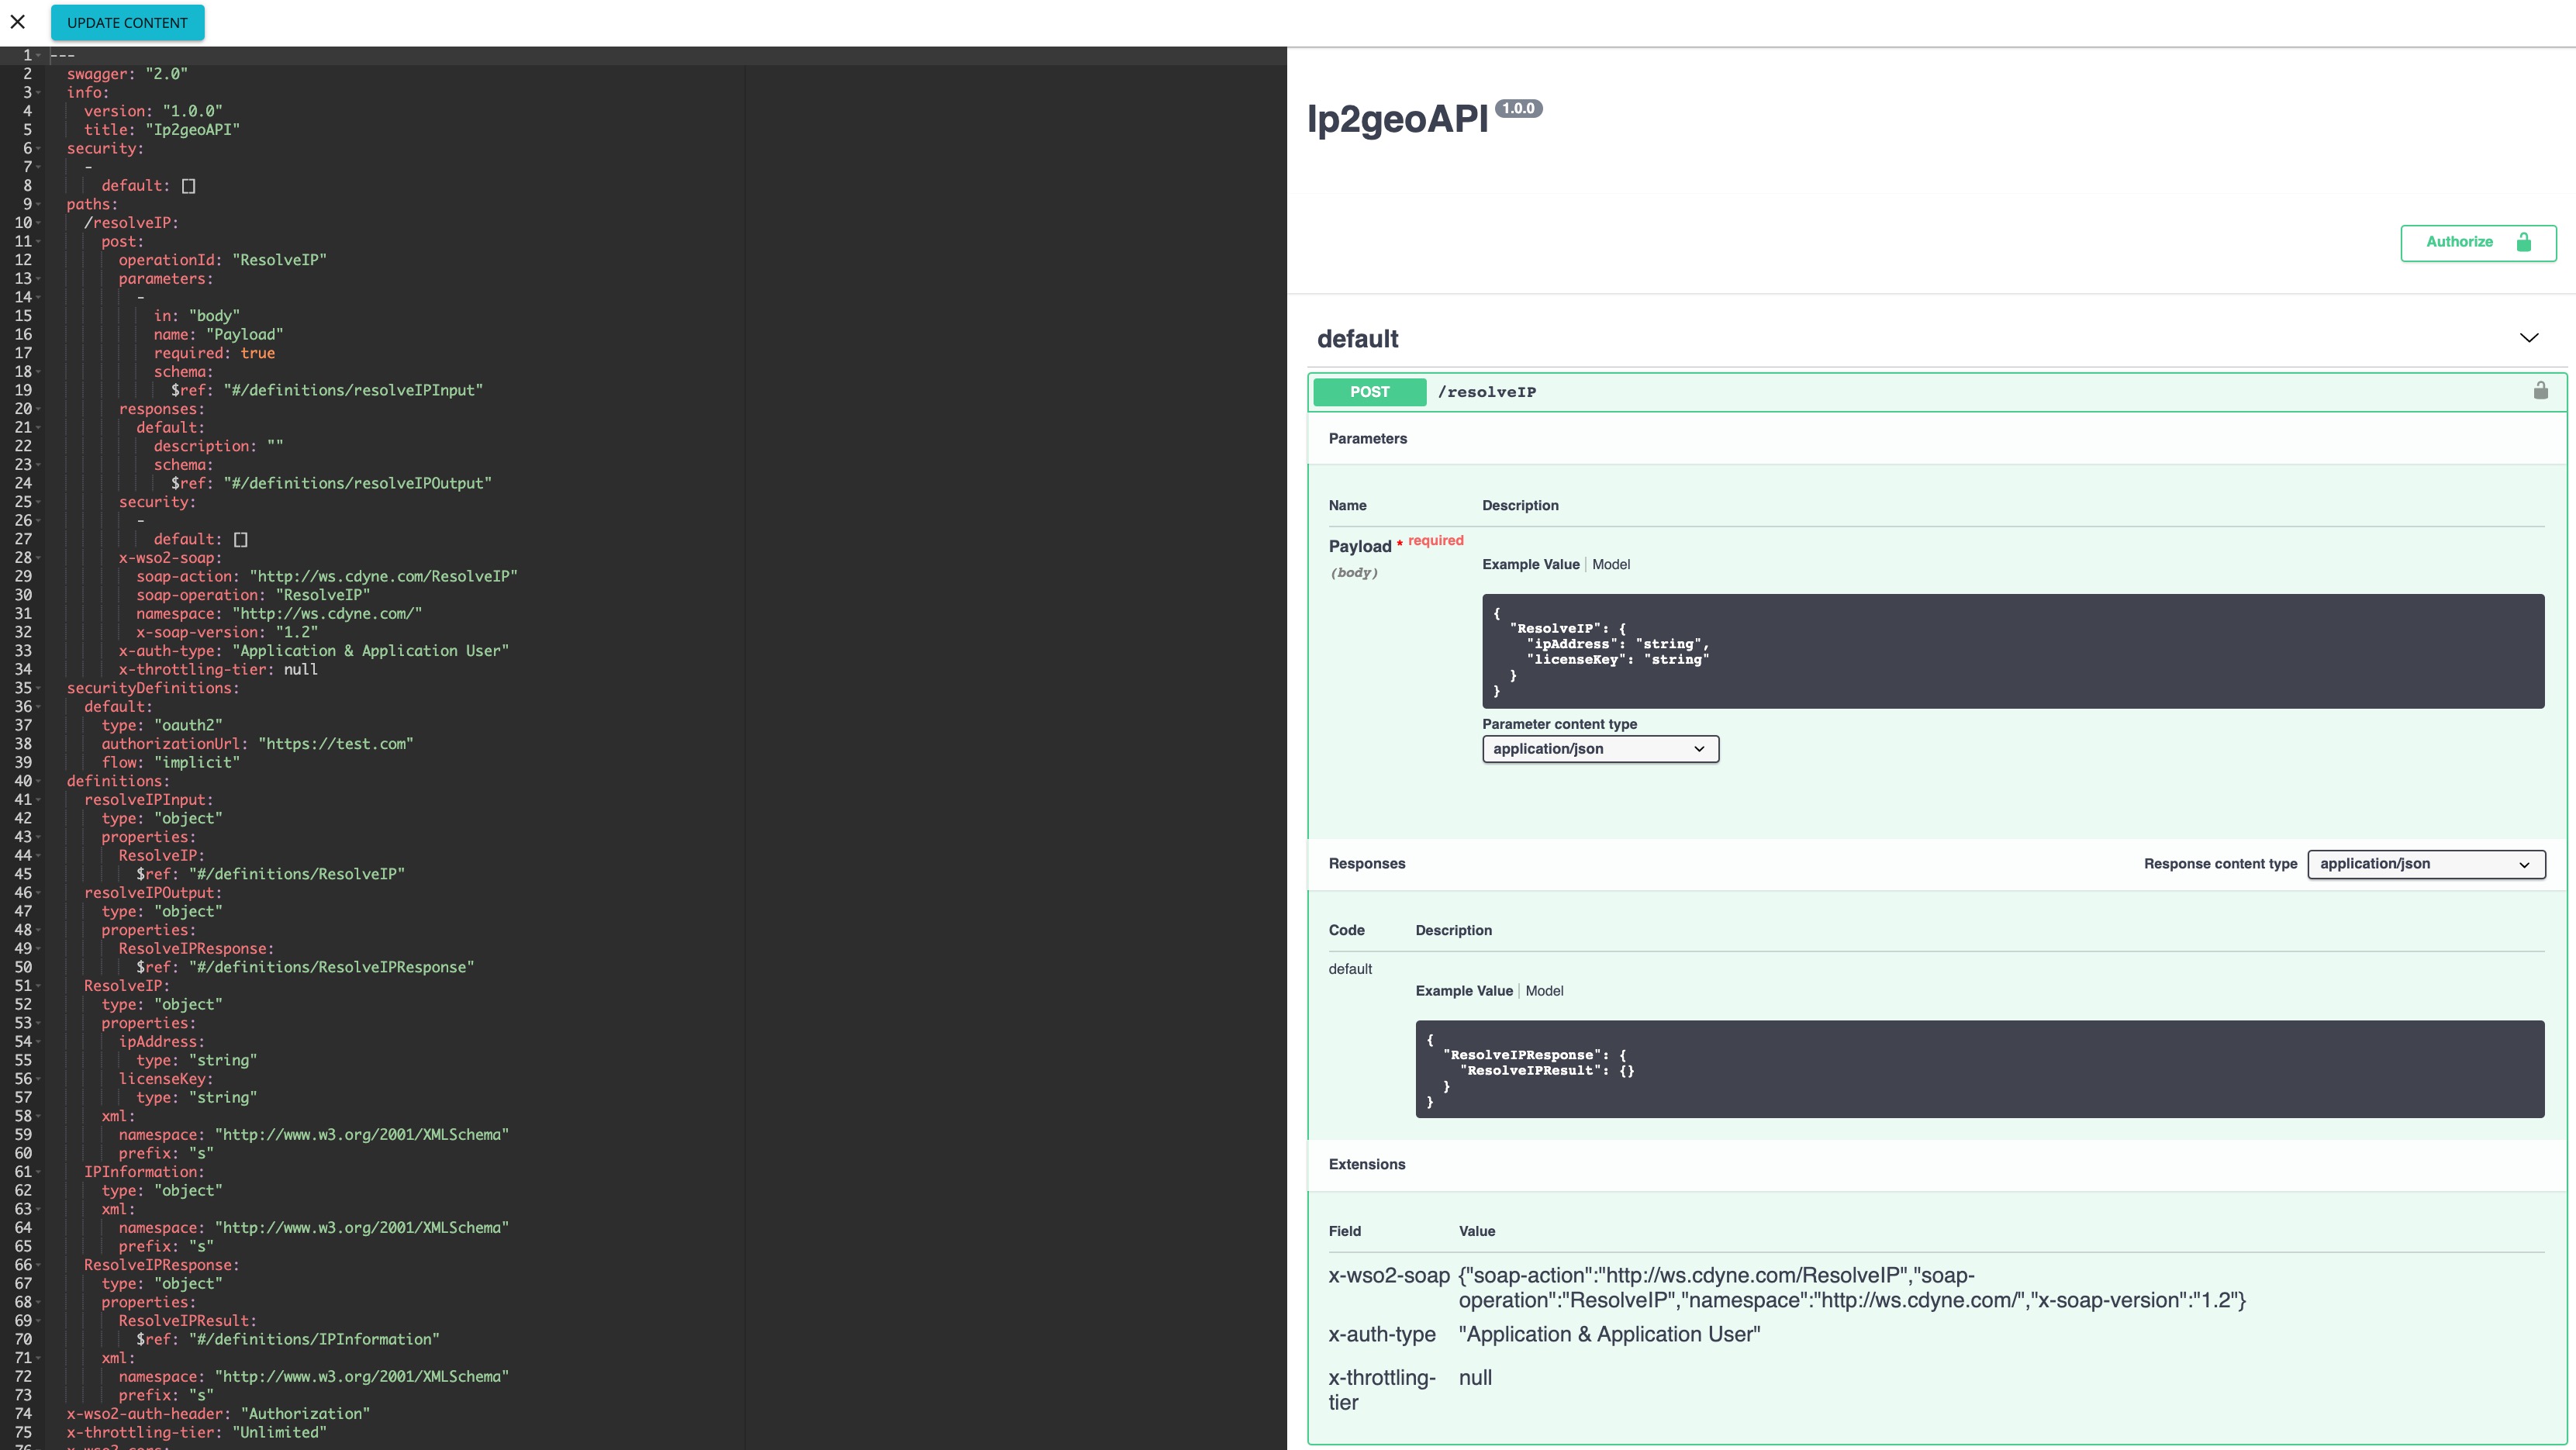 UPDATE CONTENT
1 ---
2 swagger: "2.0"
3 info:
4 version: "1.0.0"
5 title: "Ip2geoAPI"
6 security:
7 -
8 default: []
9 paths:
10 /resolveIP:
11 post:
12 operationId: "ResolveIP"
13 parameters:
14 -
15 in: "body"
16 name: "Payload"
17 required: true
18 schema:
19 $ref: "#/definitions/resolveIPInput"
20 responses:
21 default:
22 description: ""
23 schema:
24 $ref: "#/definitions/resolveIPOutput"
25 security:
26 -
27 default: []
28 x-wso2-soap:
29 soap-action: "http://ws.cdyne.com/ResolveIP"
30 soap-operation: "ResolveIP"
31 namespace: "http://ws.cdyne.com/"
32 x-soap-version: "1.2"
33 x-auth-type: "Application & Application User"
34 x-throttling-tier: null
35 securityDefinitions:
36 default:
37 type: "oauth2"
38 authorizationUrl: "https://test.com"
39 flow: "implicit"
40 definitions:
41 resolveIPInput:
42 type: "object"
43 properties:
44 ResolveIP:
45 $ref: "#/definitions/ResolveIP"
46 resolveIPOutput:
47 type: "object"
48 properties:
49 ResolveIPResponse:
50 $ref: "#/definitions/ResolveIPResponse"
51 ResolveIP:
52 type: "object"
53 properties:
54 ipAddress:
55 type: "string"
56 licenseKey:
57 type: "string"
58 xml:
59 namespace: "http://www.w3.org/2001/XMLSchema"
60 prefix: "s"
61 IPInformation:
62 type: "object"
63 xml:
64 namespace: "http://www.w3.org/2001/XMLSchema"
65 prefix: "s"
66 ResolveIPResponse:
67 type: "object"
68 properties:
69 ResolveIPResult:
70 $ref: "#/definitions/IPInformation"
71 xml:
72 namespace: "http://www.w3.org/2001/XMLSchema"
73 prefix: "s"
74 x-wso2-auth-header: "Authorization"
75 x-throttling-tier: "Unlimited"
76 x-wso2-cors:
Ip2geoAPI 1.0.0
Authorize
default
POST /resolveIP
Parameters
Name Description
Payload * required
(body)
Example Value Model
{
"ResolveIP": {
"ipAddress": "string",
"licenseKey": "string"
}
}
Parameter content type
application/json
Responses Response content type application/json
Code Description
default
Example Value Model
{
"ResolveIPResponse": {
"ResolveIPResult": {}
}
}
Extensions
Field Value
x-wso2-soap {"soap-action":"http://ws.cdyne.com/ResolveIP","soap-
operation":"ResolveIP","namespace":"http://ws.cdyne.com/","x-soap-version":"1.2"}
x-auth-type "Application & Application User"
x-throttling- null
tier